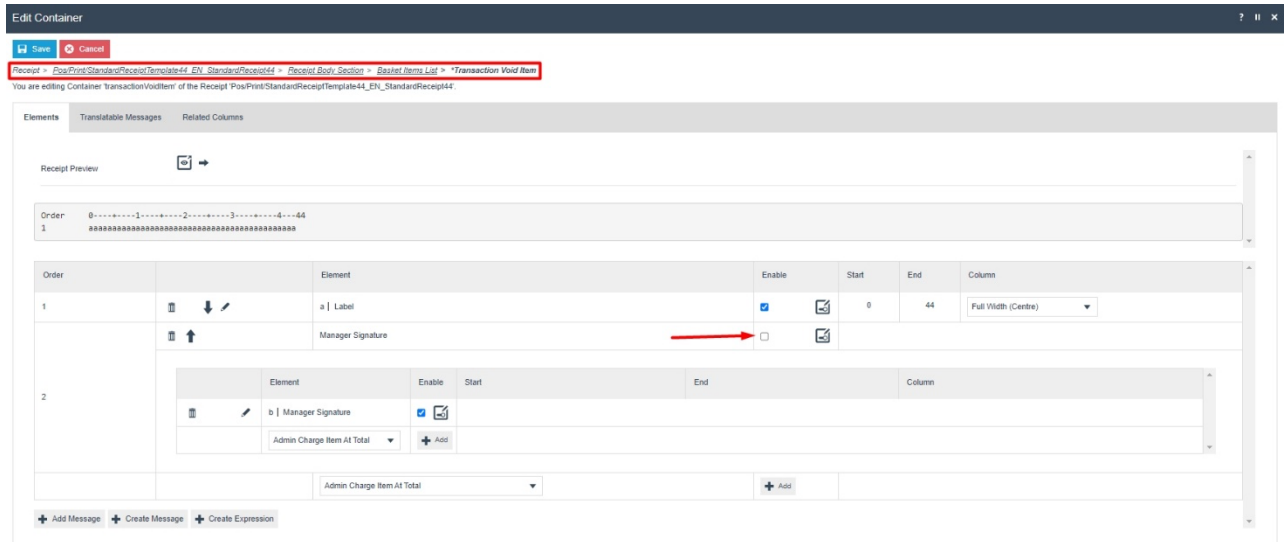 Edit Container
? II ×
Save Cancel
Receipt > Pos/Print/StandardReceiptTemplate44_EN_StandardReceipt44 > Receipt Body Section > Basket Items List > *Transaction Void Item
You are editing Container 'transactionVoidItem' of the Receipt 'Pos/Print/StandardReceiptTemplate44_EN_StandardReceipt44'.
Elements Translatable Messages Related Columns
Receipt Preview
Order 0----+----1----+----2----+----3----+----4---44
1 aaaaaaaaaaaaaaaaaaaaaaaaaaaaaaaaaaaaaaaaaaaa
Order Element Enable Start End Column
1 a | Label 0 44 Full Width (Centre)
Manager Signature
2
Element Enable Start End Column
b | Manager Signature
Admin Charge Item At Total + Add
Admin Charge Item At Total + Add
+ Add Message + Create Message + Create Expression